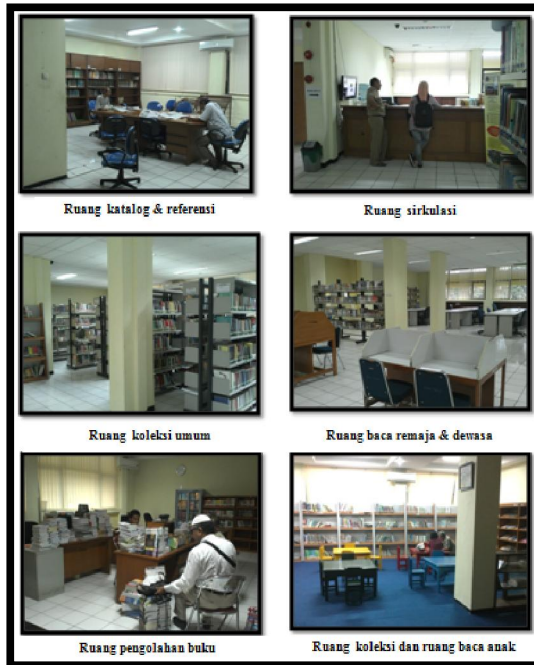 Ruang katalog & referensi
Ruang sirkulasi
Ruang koleksi umum
Ruang baca remaja & dewasa
Ruang pengolahan buku
Ruang koleksi dan ruang baca anak